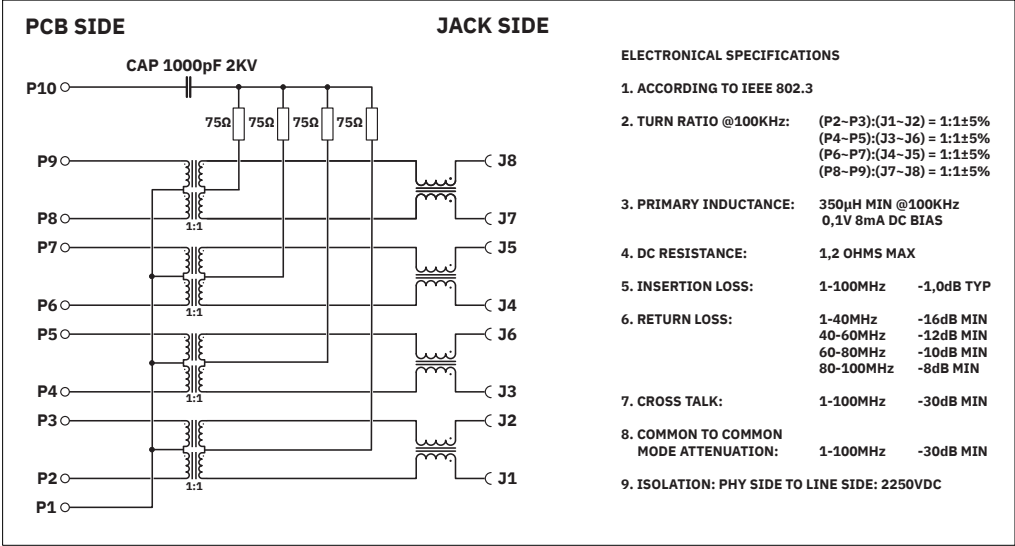 PCB SIDE
JACK SIDE
CAP 1000pF 2KV
P10
75Ω 75Ω 75Ω 75Ω
P9
J8
P8
J7
1:1
P7
J5
P6
J4
1:1
P5
J6
P4
J3
1:1
P3
J2
P2
J1
1:1
P1
ELECTRONICAL SPECIFICATIONS
1. ACCORDING TO IEEE 802.3
2. TURN RATIO @100KHz: (P2~P3):(J1~J2) = 1:1±5%
(P4~P5):(J3~J6) = 1:1±5%
(P6~P7):(J4~J5) = 1:1±5%
(P8~P9):(J7~J8) = 1:1±5%
3. PRIMARY INDUCTANCE: 350µH MIN @100KHz
0,1V 8mA DC BIAS
4. DC RESISTANCE: 1,2 OHMS MAX
5. INSERTION LOSS: 1-100MHz -1,0dB TYP
6. RETURN LOSS: 1-40MHz -16dB MIN
40-60MHz -12dB MIN
60-80MHz -10dB MIN
80-100MHz -8dB MIN
7. CROSS TALK: 1-100MHz -30dB MIN
8. COMMON TO COMMON
MODE ATTENUATION: 1-100MHz -30dB MIN
9. ISOLATION: PHY SIDE TO LINE SIDE: 2250VDC